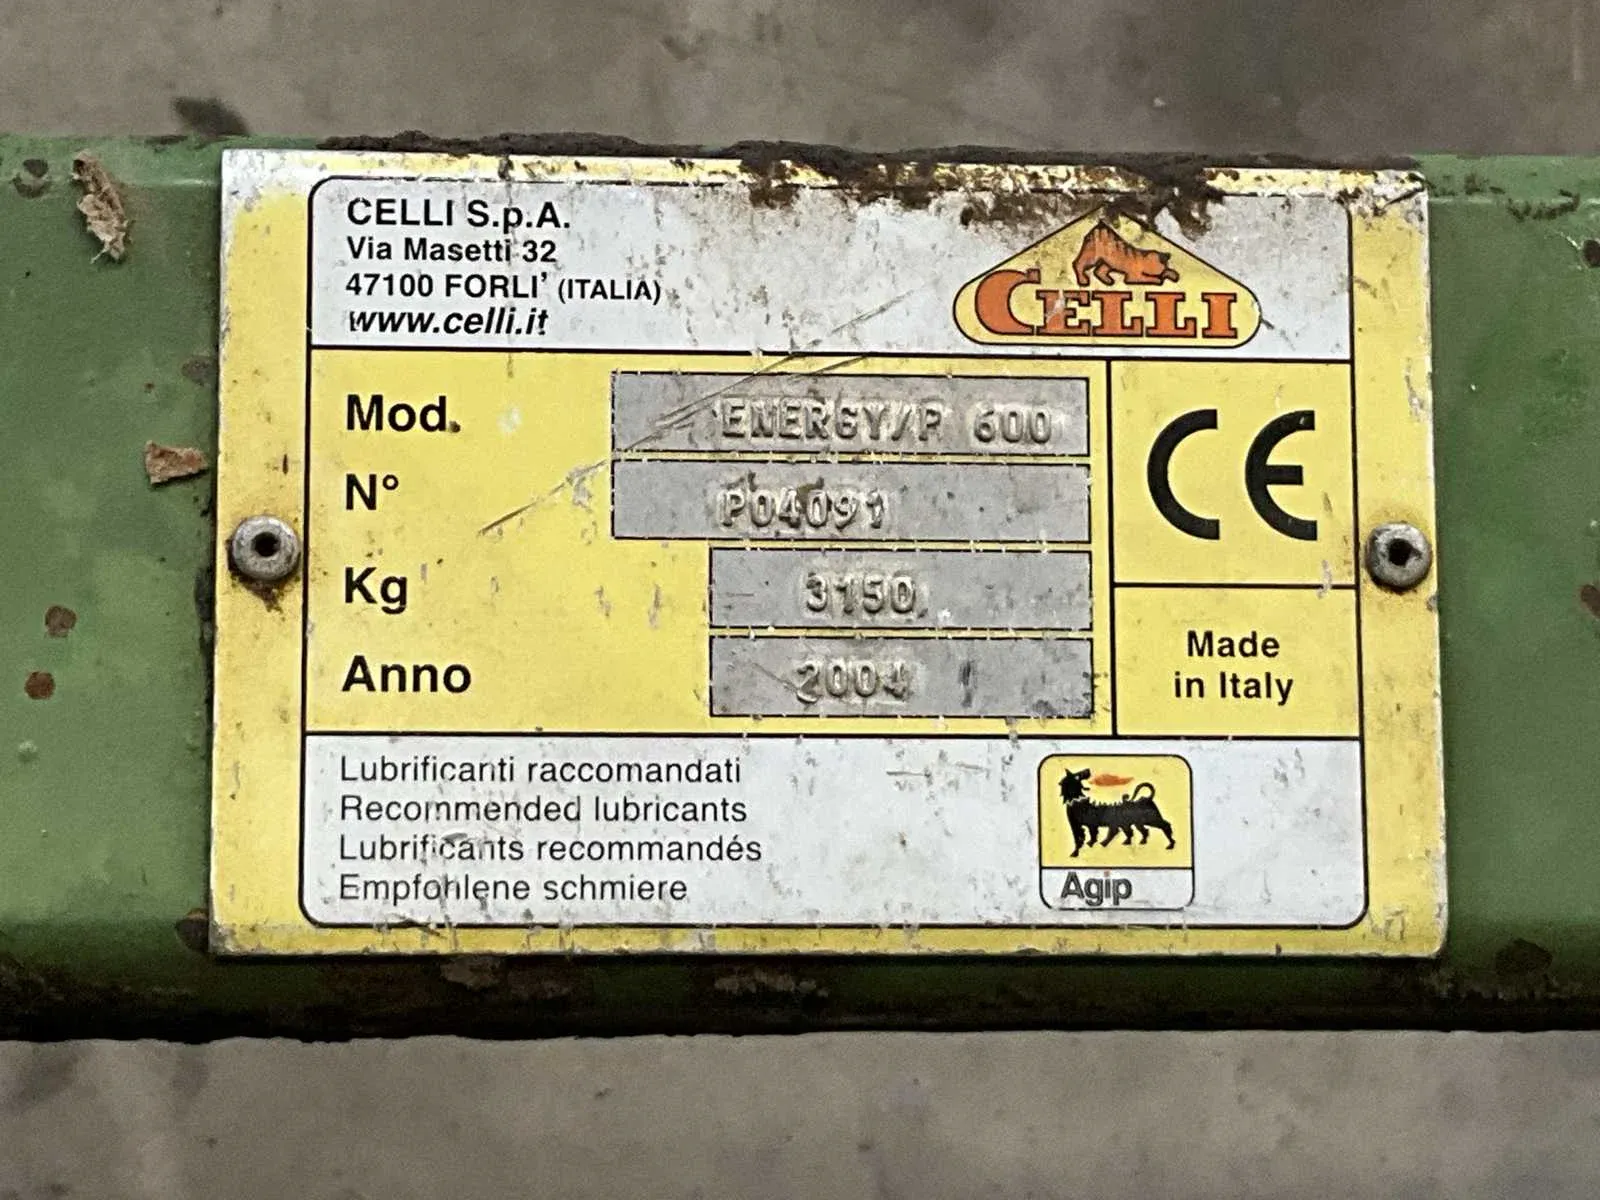 CELLI S.p.A.
Via Masetti 32
47100 FORLI' (ITALIA)
www.celli.it
CELLI
Mod. ENERGY/P 600
N° P04091
Kg 3150
Anno 2004
CE
Made
in Italy
Lubrificanti raccomandati
Recommended lubricants
Lubrificants recommandés
Empfohlene schmiere
Agip